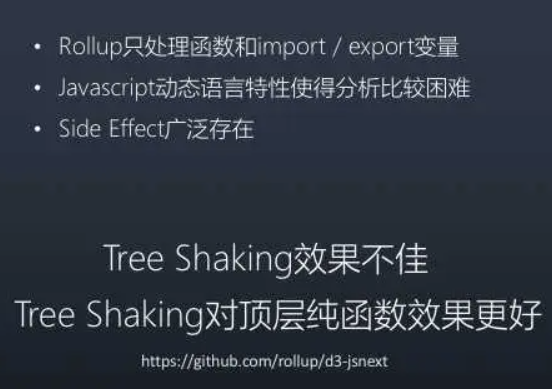 • Rollup只处理函数和import / export变量
• Javascript动态语言特性使得分析比较困难
• Side Effect广泛存在
Tree Shaking效果不佳
Tree Shaking对顶层纯函数效果更好
https://github.com/rollup/d3-jsnext